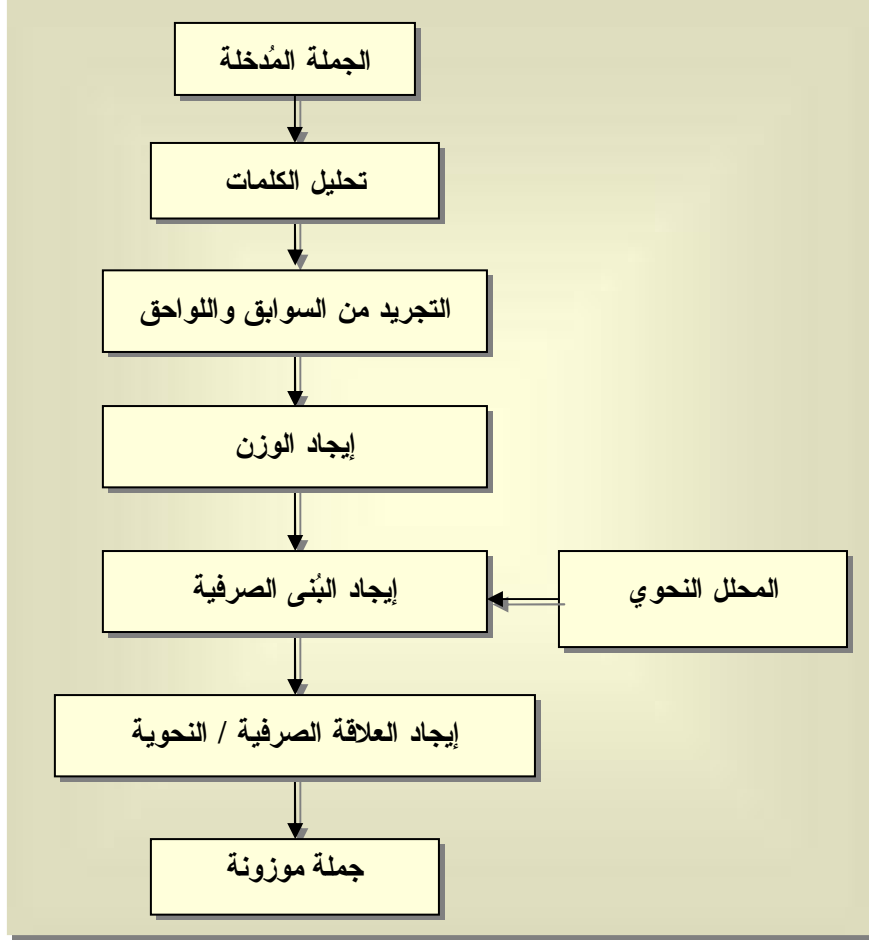 الجملة المُدخلة
تحليل الكلمات
التجريد من السوابق واللواحق
إيجاد الوزن
إيجاد البُنى الصرفية
المحلل النحوي
إيجاد العلاقة الصرفية / النحوية
جملة موزونة